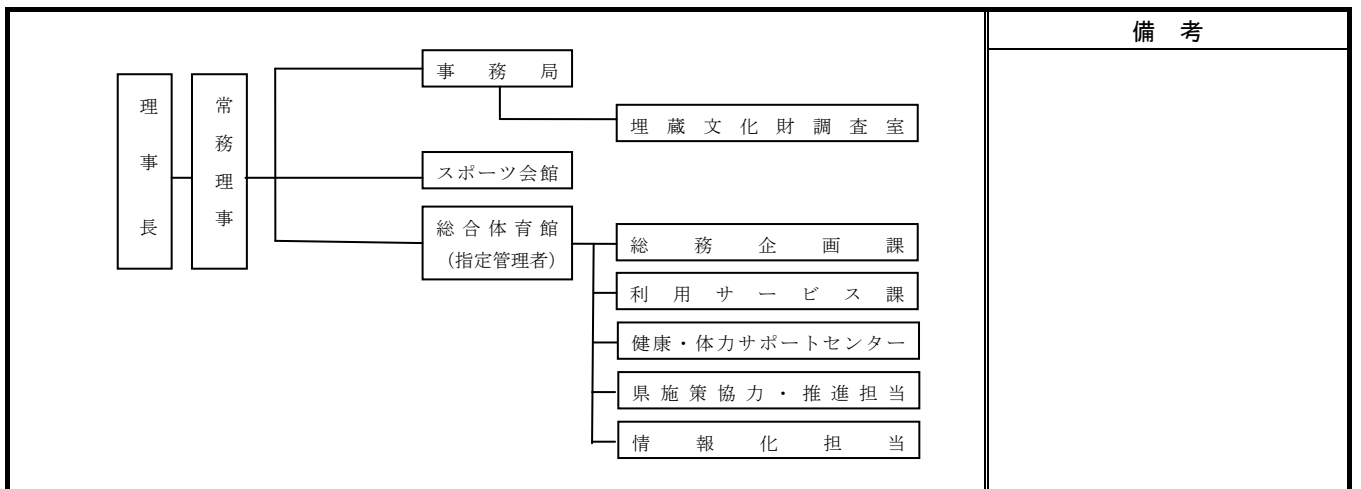 備 考
理事長
常務理事
事務局
埋蔵文化財調査室
スポーツ会館
総合体育館
(指定管理者)
総務企画課
利用サービス課
健康・体力サポートセンター
県施策協力・推進担当
情報化担当